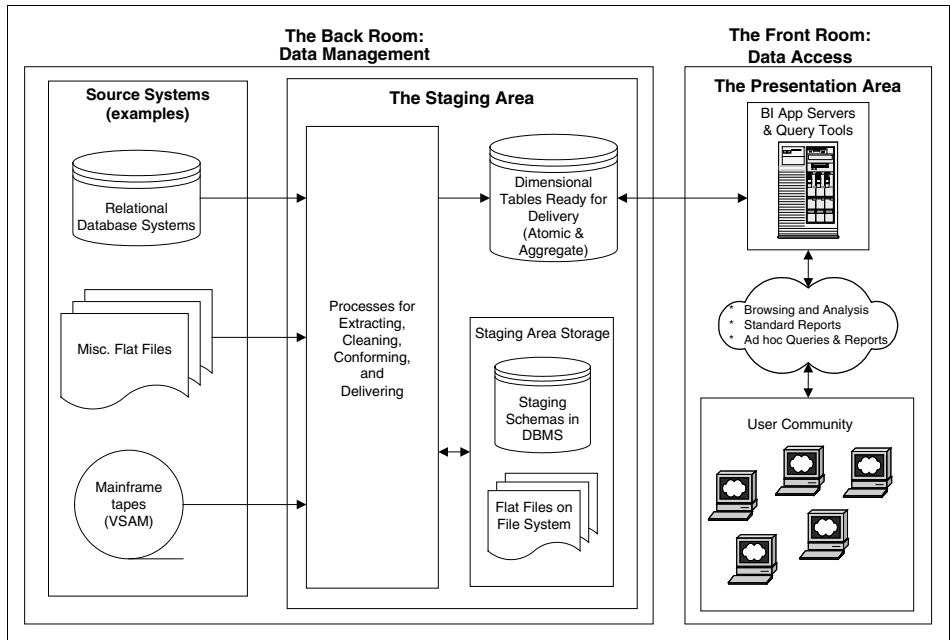 The Back Room:
Data Management
The Front Room:
Data Access
Source Systems
(examples)
Relational
Database Systems
Misc. Flat Files
Mainframe
tapes
(VSAM)
The Staging Area
Processes for
Extracting,
Cleaning,
Conforming,
and
Delivering
Dimensional
Tables Ready for
Delivery
(Atomic &
Aggregate)
Staging Area Storage
Staging
Schemas in
DBMS
Flat Files on
File System
The Presentation Area
BI App Servers
& Query Tools
* Browsing and Analysis
* Standard Reports
* Ad hoc Queries & Reports
User Community